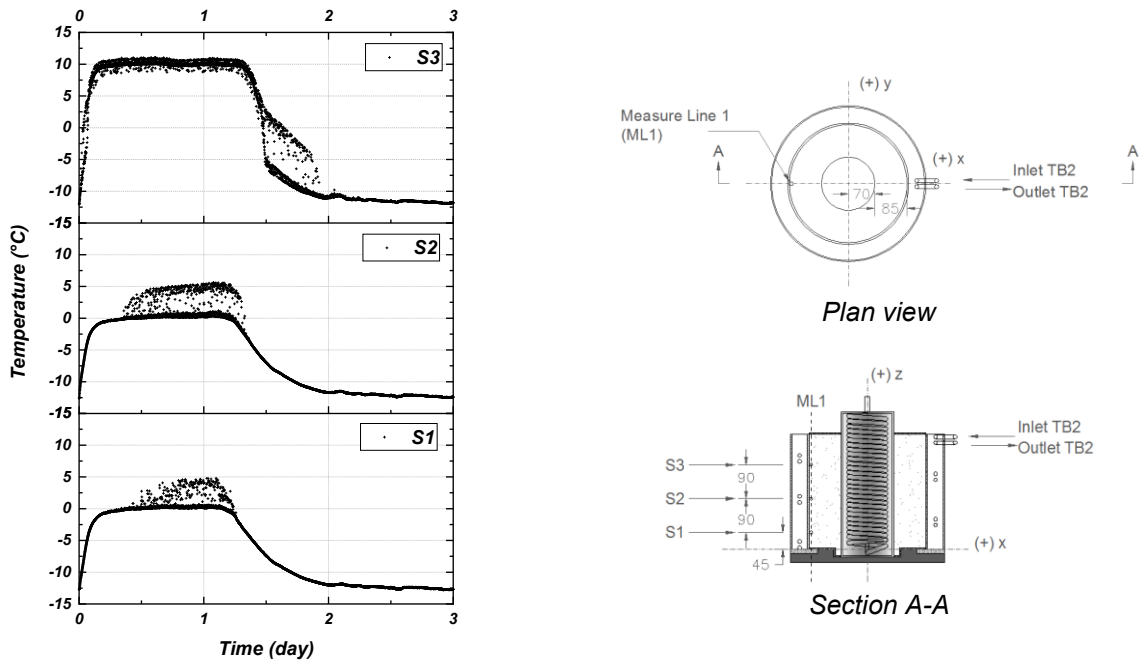 0 1 2 3
15
10
5
0
-5
-10
-15
S3
15
10
5
0
-5
-10
-15
S2
15
10
5
0
-5
-10
-15
S1
0 1 2 3
Temperature (°C)
Time (day)
(+) y
Measure Line 1
(ML1)
A
(+) x
A
Inlet TB2
Outlet TB2
70
85
Plan view
(+) z
ML1
Inlet TB2
Outlet TB2
S3
90
S2
90
S1
45
(+) x
Section A-A